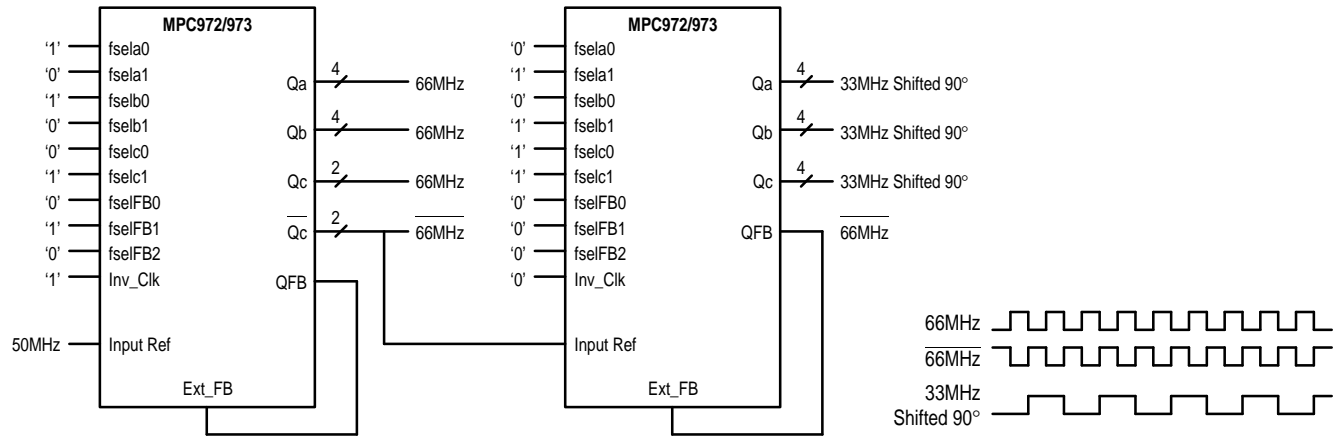 MPC972/973
‘1’ fsela0
‘0’ fsela1
‘1’ fselb0
‘0’ fselb1
‘0’ fselc0
‘1’ fselc1
‘0’ fselFB0
‘1’ fselFB1
‘0’ fselFB2
‘1’ Inv_Clk
50MHz Input Ref
Qa 4 66MHz
Qb 4 66MHz
Qc 2 66MHz
Qc 2 66MHz
QFB
Ext_FB
MPC972/973
‘0’ fsela0
‘1’ fsela1
‘0’ fselb0
‘1’ fselb1
‘1’ fselc0
‘1’ fselc1
‘0’ fselFB0
‘0’ fselFB1
‘0’ fselFB2
‘0’ Inv_Clk
Input Ref
Qa 4 33MHz Shifted 90°
Qb 4 33MHz Shifted 90°
Qc 4 33MHz Shifted 90°
QFB 66MHz
Ext_FB
66MHz
66MHz
33MHz
Shifted 90°